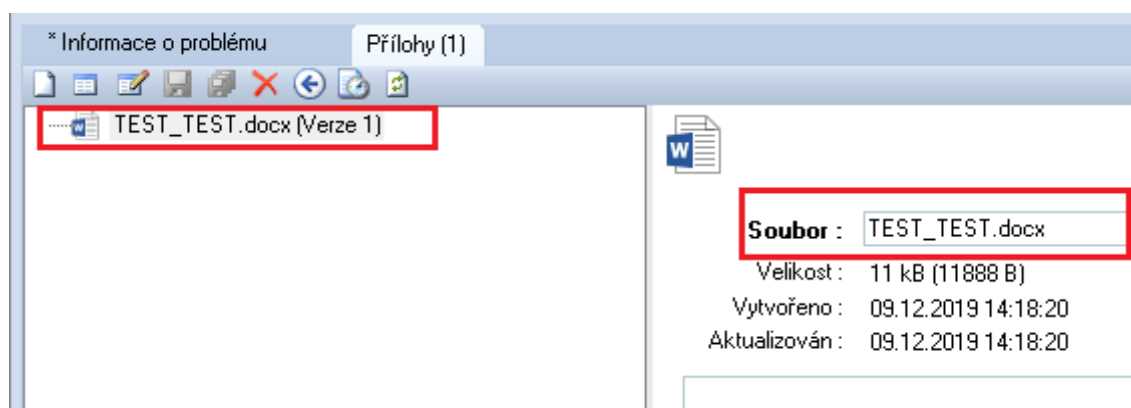 * Informace o problému
Přílohy (1)
TEST_TEST.docx (Verze 1)
W
Soubor : TEST_TEST.docx
Velikost : 11 kB (11888 B)
Vytvořeno : 09.12.2019 14:18:20
Aktualizován : 09.12.2019 14:18:20